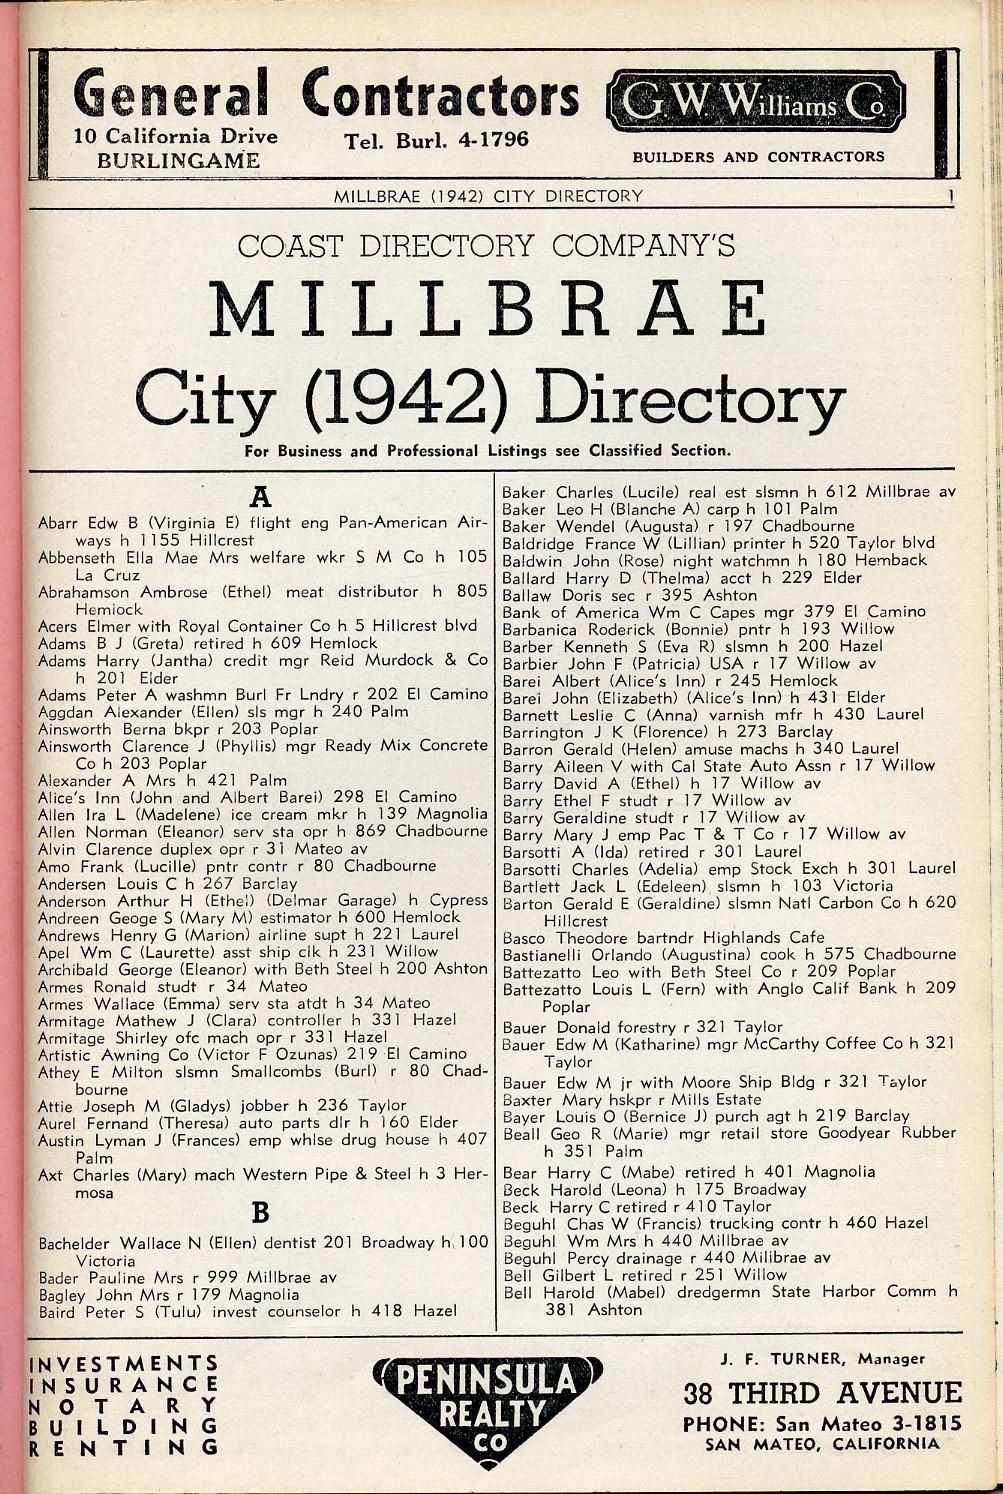 General Contractors
10 California Drive
BURLINGAME
Tel. Burl. 4-1796
G. W. Williams Co.
BUILDERS AND CONTRACTORS
MILLBRAE (1942) CITY DIRECTORY 1
COAST DIRECTORY COMPANY'S
MILLBRAE
City (1942) Directory
For Business and Professional Listings see Classified Section.
A
Abarr Edw B (Virginia E) flight eng Pan-American Air-
ways h 1155 Hillcrest
Abbenseth Ella Mae Mrs welfare wkr S M Co h 105
La Cruz
Abrahamson Ambrose (Ethel) meat distributor h 805
Hemlock
Acers Elmer with Royal Container Co h 5 Hillcrest blvd
Adams B J (Greta) retired h 609 Hemlock
Adams Harry (Jantha) credit mgr Reid Murdock & Co
h 201 Elder
Adams Peter A washmn Burl Fr Lndry r 202 El Camino
Aggdan Alexander (Ellen) sls mgr h 240 Palm
Ainsworth Berna bkpr r 203 Poplar
Ainsworth Clarence J (Phyllis) mgr Ready Mix Concrete
Co h 203 Poplar
Alexander A Mrs h 421 Palm
Alice's Inn (John and Albert Barei) 298 El Camino
Allen Ira L (Madelene) ice cream mkr h 139 Magnolia
Allen Norman (Eleanor) serv sta opr h 869 Chadbourne
Alvin Clarence duplex opr r 31 Mateo av
Amo Frank (Lucille) pntr contr r 80 Chadbourne
Andersen Louis C h 267 Barclay
Anderson Arthur H (Ethel) (Delmar Garage) h Cypress
Andreen Geoge S (Mary M) estimator h 600 Hemlock
Andrews Henry G (Marion) airline supt h 221 Laurel
Apel Wm C (Laurette) asst ship clk h 231 Willow
Archibald George (Eleanor) with Beth Steel h 200 Ashton
Armes Ronald studt r 34 Mateo
Armes Wallace (Emma) serv sta atdt h 34 Mateo
Armitage Mathew J (Clara) controller h 331 Hazel
Armitage Shirley ofc mach opr r 331 Hazel
Artistic Awning Co (Victor F Ozunas) 219 El Camino
Athey E Milton slsmn Smallcombs (Burl) r 80 Chad-
bourne
Attie Joseph M (Gladys) jobber h 236 Taylor
Aurel Fernand (Theresa) auto parts dlr h 160 Elder
Austin Lyman J (Frances) emp whlse drug house h 407
Palm
Axt Charles (Mary) mach Western Pipe & Steel h 3 Her-
mosa
B
Bachelder Wallace N (Ellen) dentist 201 Broadway h 100
Victoria
Bader Pauline Mrs r 999 Millbrae av
Bagley John Mrs r 179 Magnolia
Baird Peter S (Tulu) invest counselor h 418 Hazel
Baker Charles (Lucile) real est slsmn h 612 Millbrae av
Baker Leo H (Blanche A) carp h 101 Palm
Baker Wendel (Augusta) r 197 Chadbourne
Baldridge France W (Lillian) printer h 520 Taylor blvd
Baldwin John (Rose) night watchmn h 180 Hemback
Ballard Harry D (Thelma) acct h 229 Elder
Ballaw Doris sec r 395 Ashton
Bank of America Wm C Capes mgr 379 El Camino
Barbanica Roderick (Bonnie) pntr h 193 Willow
Barber Kenneth S (Eva R) slsmn h 200 Hazel
Barbier John F (Patricia) USA r 17 Willow av
Barei Albert (Alice's Inn) r 245 Hemlock
Barei John (Elizabeth) (Alice's Inn) h 431 Elder
Barnett Leslie C (Anna) varnish mfr h 430 Laurel
Barrington J K (Florence) h 273 Barclay
Barron Gerald (Helen) amuse machs h 340 Laurel
Barry Aileen V with Cal State Auto Assn r 17 Willow
Barry David A (Ethel) h 17 Willow av
Barry Ethel F studt r 17 Willow av
Barry Geraldine studt r 17 Willow av
Barry Mary J emp Pac T & T Co r 17 Willow av
Barsotti A (Ida) retired r 301 Laurel
Barsotti Charles (Adelia) emp Stock Exch h 301 Laurel
Bartlett Jack L (Edeleen) slsmn h 103 Victoria
Barton Gerald E (Geraldine) slsmn Natl Carbon Co h 620
Hillcrest
Basco Theodore bartndr Highlands Cafe
Bastianelli Orlando (Augustina) cook h 575 Chadbourne
Battezatto Leo with Beth Steel Co r 209 Poplar
Battezatto Louis L (Fern) with Anglo Calif Bank h 209
Poplar
Bauer Donald forestry r 321 Taylor
Bauer Edw M (Katharine) mgr McCarthy Coffee Co h 321
Taylor
Bauer Edw M jr with Moore Ship Bldg r 321 Taylor
Baxter Mary hskpr r Mills Estate
Bayer Louis O (Bernice J) purch agt h 219 Barclay
Beall Geo R (Marie) mgr retail store Goodyear Rubber
h 351 Palm
Bear Harry C (Mabe) retired h 401 Magnolia
Beck Harold (Leona) h 175 Broadway
Beck Harry C retired r 410 Taylor
Beguhl Chas W (Francis) trucking contr h 460 Hazel
Beguhl Wm Mrs h 440 Millbrae av
Beguhl Percy drainage r 440 Milibrae av
Bell Gilbert L retired r 251 Willow
Bell Harold (Mabel) dredgermn State Harbor Comm h
381 Ashton
INVESTMENTS
INSURANCE
NOTARY
BUILDING
RENTING
PENINSULA
REALTY
CO
J. F. TURNER, Manager
38 THIRD AVENUE
PHONE: San Mateo 3-1815
SAN MATEO, CALIFORNIA